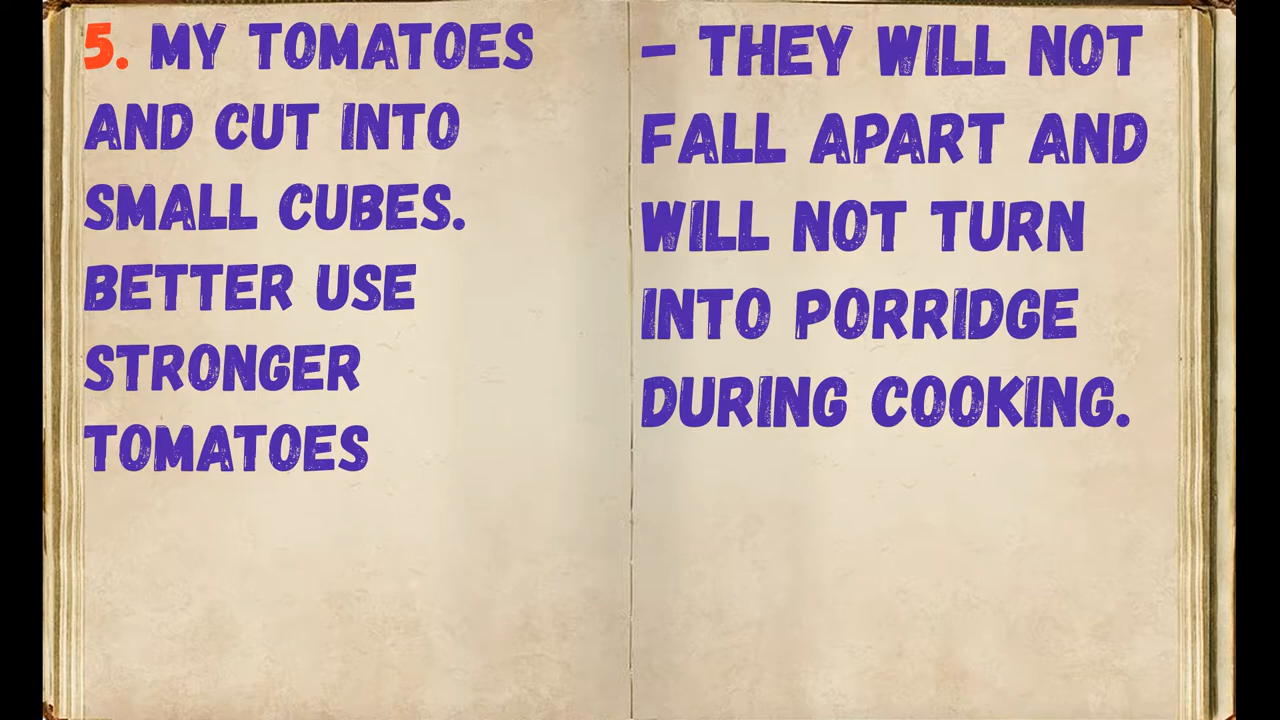 5. MY TOMATOES
AND CUT INTO
SMALL CUBES.
BETTER USE
STRONGER
TOMATOES
– THEY WILL NOT
FALL APART AND
WILL NOT TURN
INTO PORRIDGE
DURING COOKING.